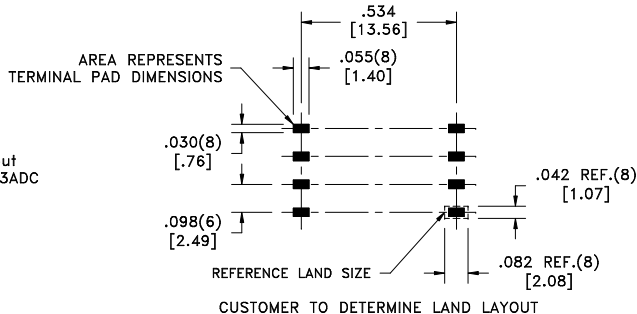 .534
[13.56]
AREA REPRESENTS
TERMINAL PAD DIMENSIONS
.055(8)
[1.40]
.030(8)
[.76]
ut
3ADC
.042 REF.(8)
[1.07]
.098(6)
[2.49]
REFERENCE LAND SIZE
.082 REF.(8)
[2.08]
CUSTOMER TO DETERMINE LAND LAYOUT